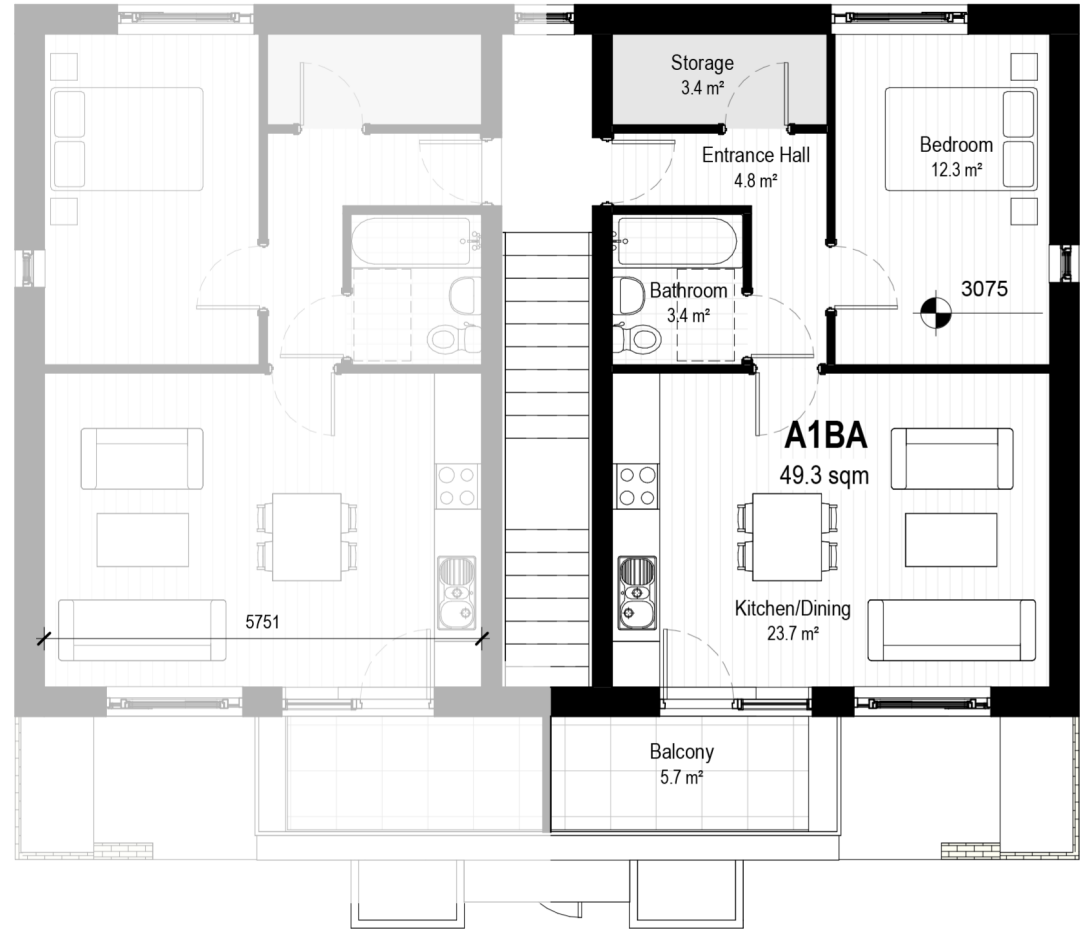 Storage
3.4 m²
Entrance Hall
4.8 m²
Bedroom
12.3 m²
Bathroom
3.4 m²
3075
A1BA
49.3 sqm
Kitchen/Dining
23.7 m²
5751
Balcony
5.7 m²